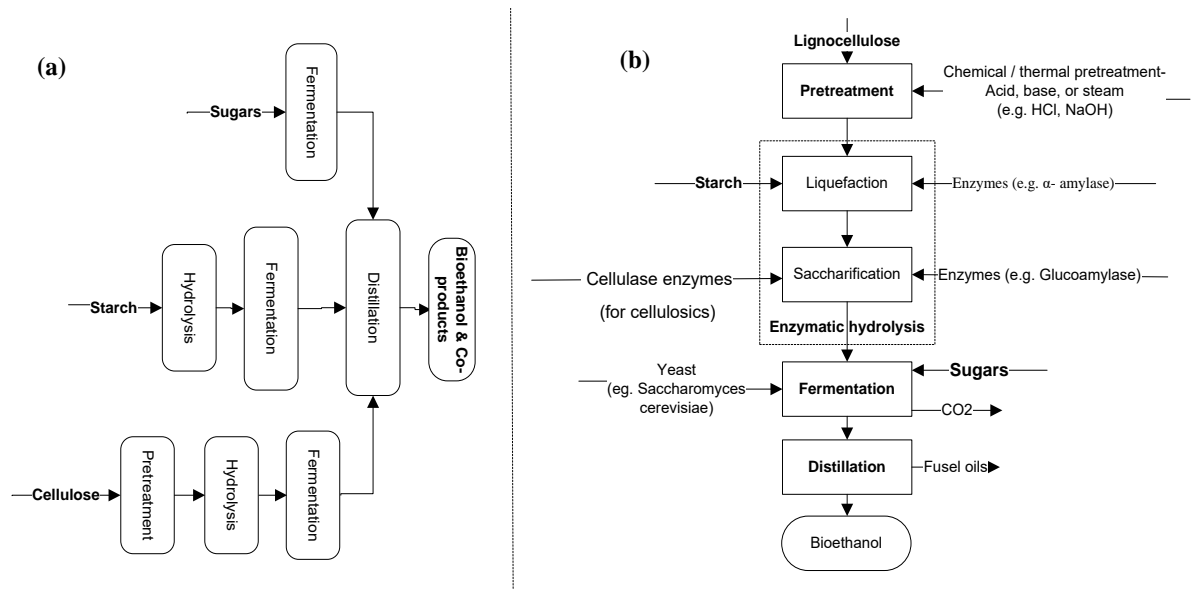 (a)
Sugars
Fermentation
Starch
Hydrolysis
Fermentation
Distillation
Bioethanol & Co-
products
Cellulose
Pretreatment
Hydrolysis
Fermentation
(b)
Lignocellulose
Pretreatment
Chemical / thermal pretreatment-
Acid, base, or steam
(e.g. HCl, NaOH)
Starch
Liquefaction
Enzymes (e.g. α- amylase)
Cellulase enzymes
(for cellulosics)
Saccharification
Enzymes (e.g. Glucoamylase)
Enzymatic hydrolysis
Yeast
(eg. Saccharomyces
cerevisiae)
Fermentation
Sugars
CO2
Distillation
Fusel oils
Bioethanol